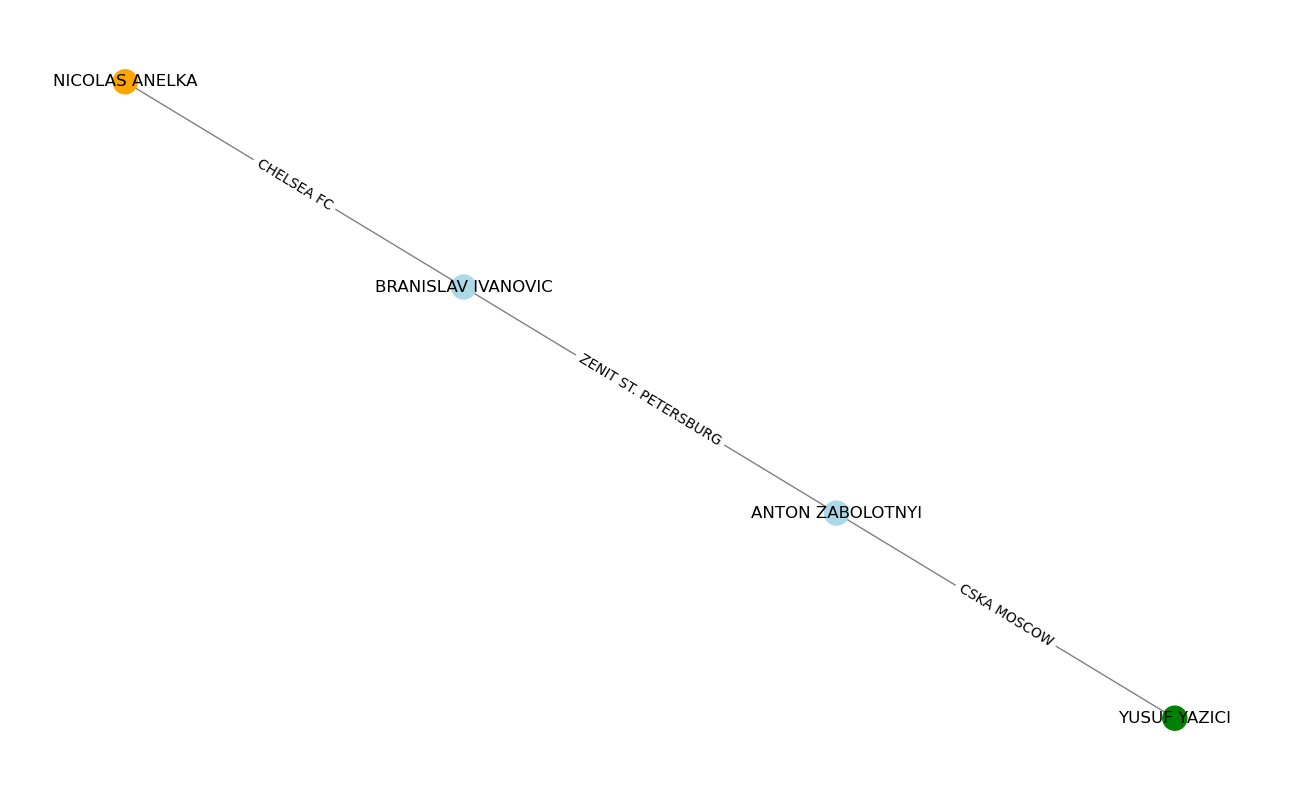 NICOLAS ANELKA
CHELSEA FC
BRANISLAV IVANOVIC
ZENIT ST. PETERSBURG
ANTON ZABOLOTNYI
CSKA MOSCOW
YUSUF YAZICI